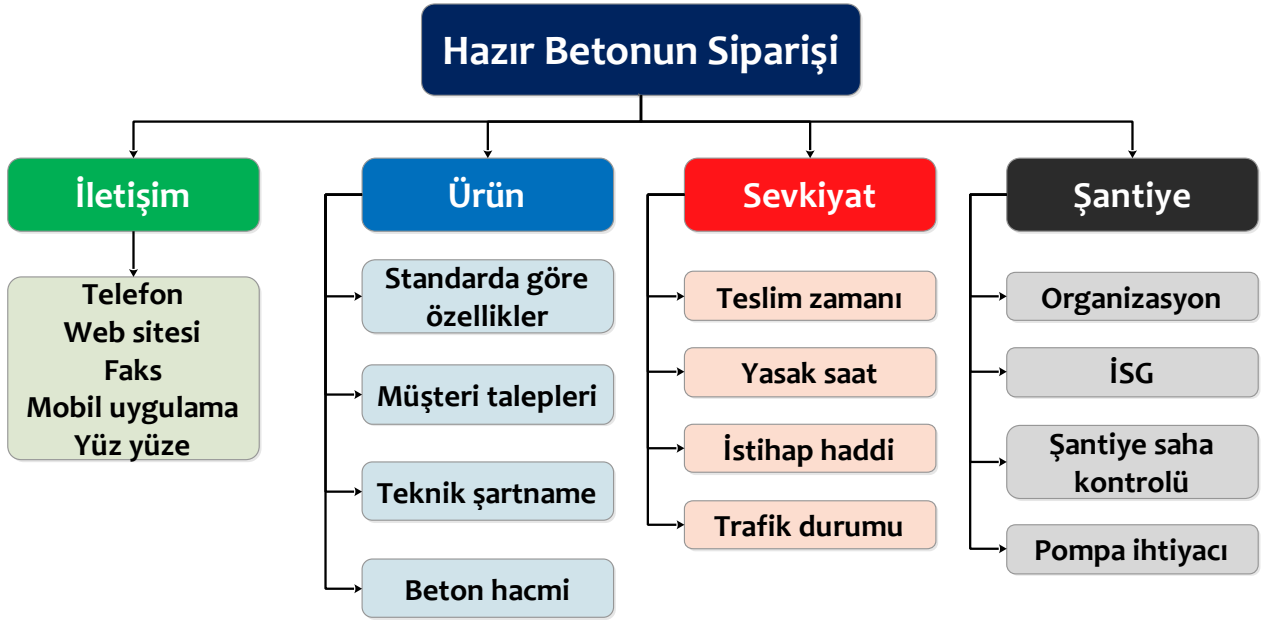 Hazır Betonun Siparişi
İletişim
Telefon
Web sitesi
Faks
Mobil uygulama
Yüz yüze
Ürün
Standarda göre
özellikler
Müşteri talepleri
Teknik şartname
Beton hacmi
Sevkiyat
Teslim zamanı
Yasak saat
İstihap haddi
Trafik durumu
Şantiye
Organizasyon
İSG
Şantiye saha
kontrolü
Pompa ihtiyacı